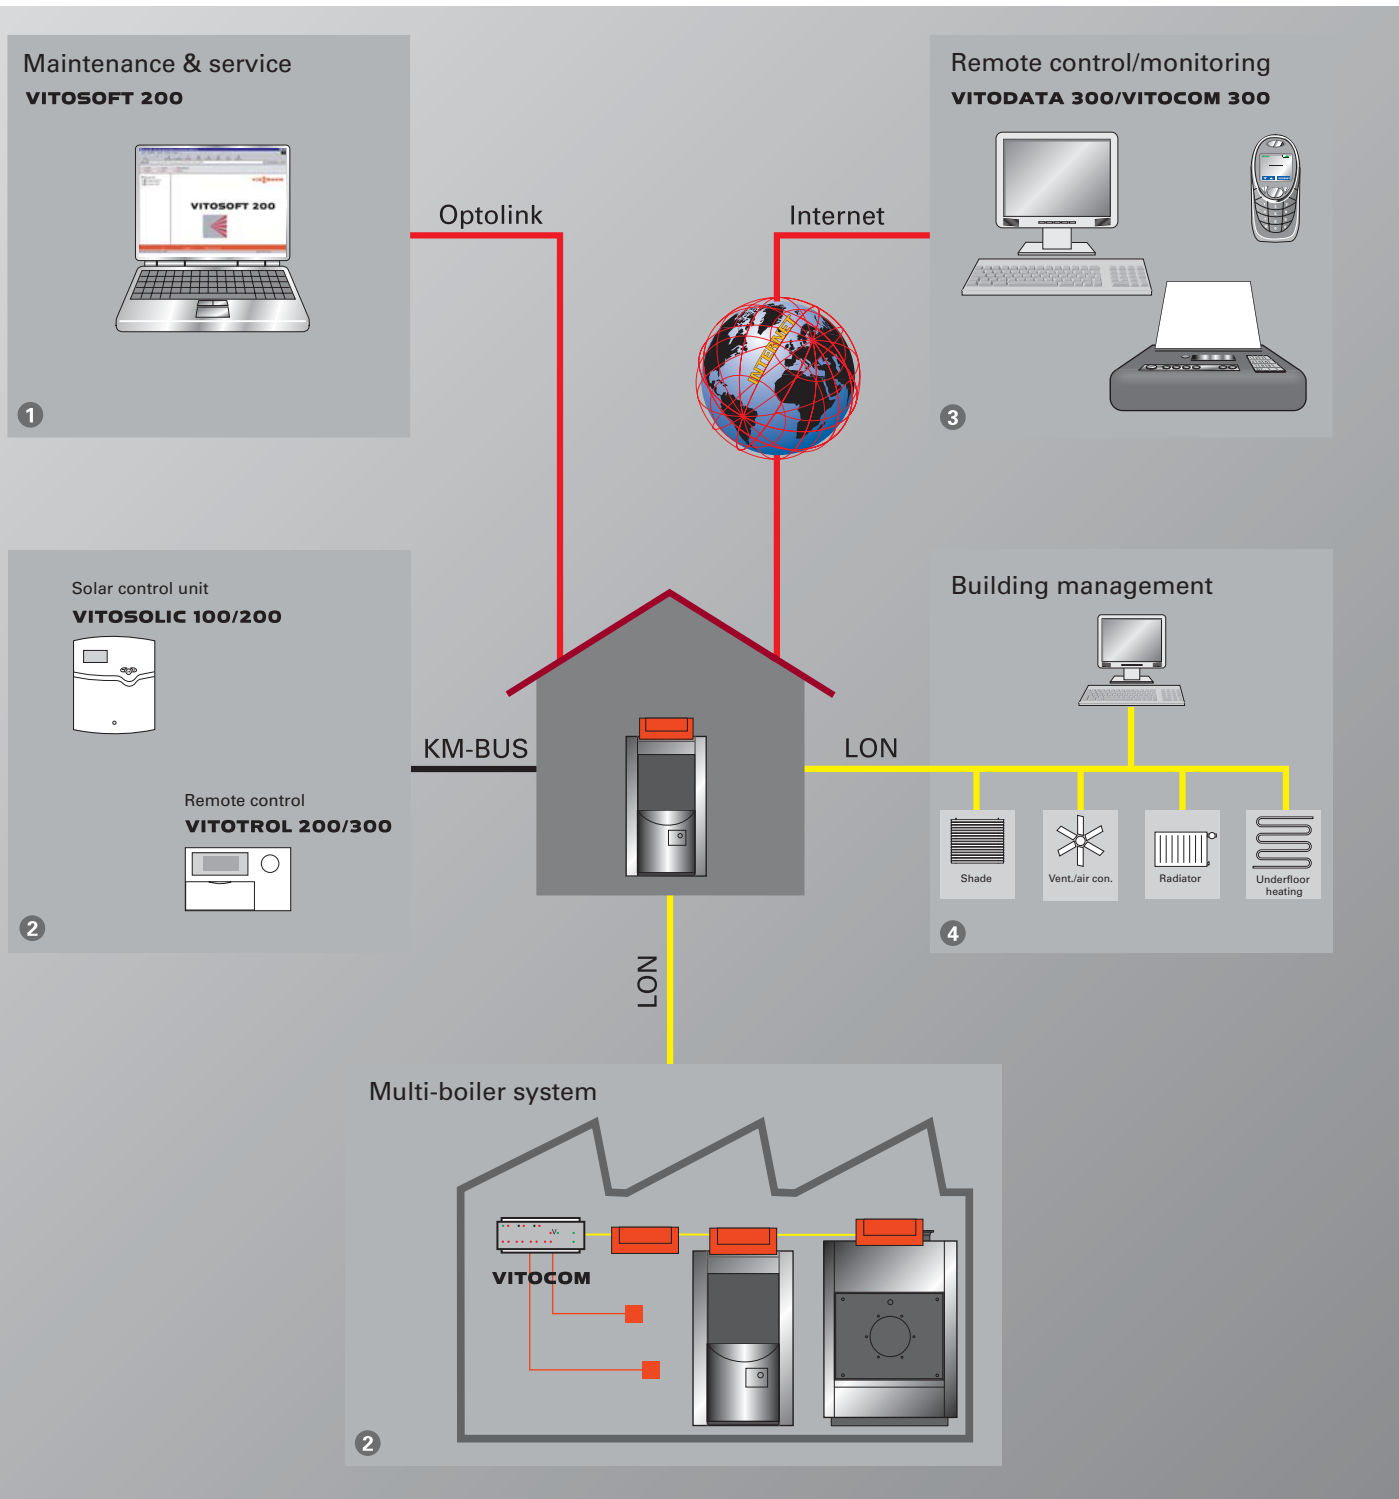 Maintenance & service
VITOSOFT 200
VITOSOFT 200
1
Optolink
Internet
INTERNET
Remote control/monitoring
VITODATA 300/VITOCOM 300
3
Solar control unit
VITOSOLIC 100/200
Remote control
VITOTROL 200/300
2
KM-BUS
LON
Building management
Shade
Vent./air con.
Radiator
Underfloor
heating
4
LON
Multi-boiler system
VITOCOM
2